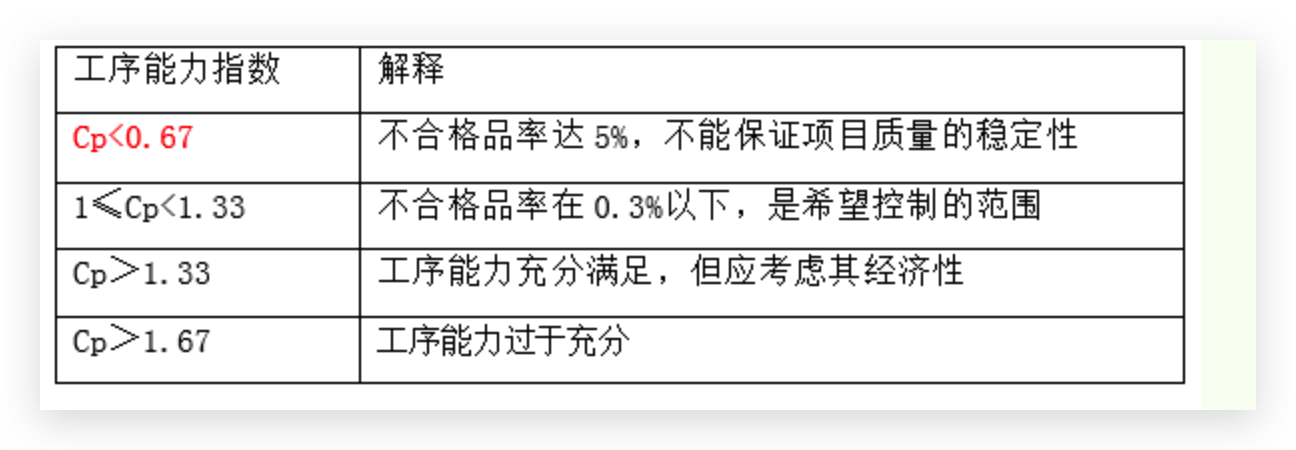 工序能力指数 解释
Cp<0.67 不合格品率达 5%，不能保证项目质量的稳定性
1≤Cp<1.33 不合格品率在 0.3%以下，是希望控制的范围
Cp＞1.33 工序能力充分满足，但应考虑其经济性
Cp＞1.67 工序能力过于充分